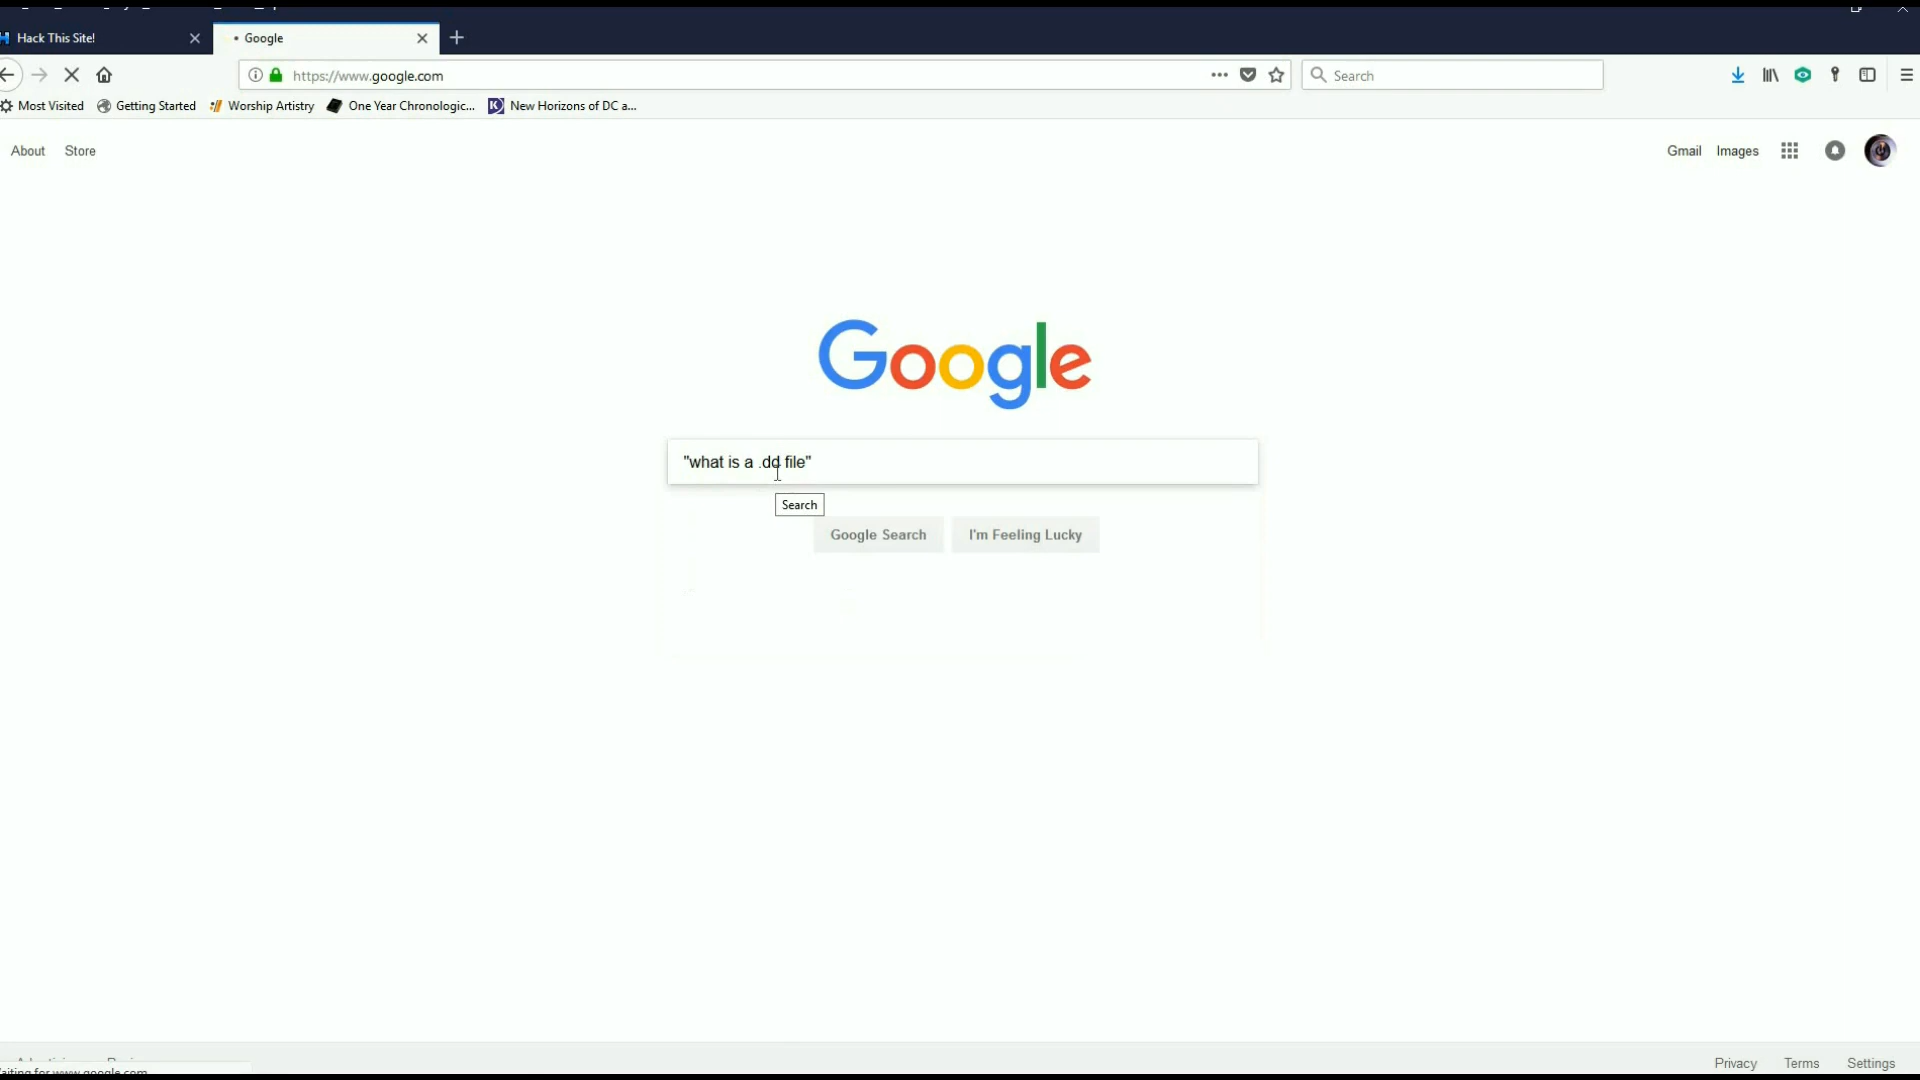 Hack This Site!
Google
https://www.google.com
Search
Most Visited
Getting Started
Worship Artistry
One Year Chronologic...
New Horizons of DC a...
About
Store
Gmail
Images
Google
"what is a .dd file"
Search
Google Search
I'm Feeling Lucky
Privacy
Terms
Settings